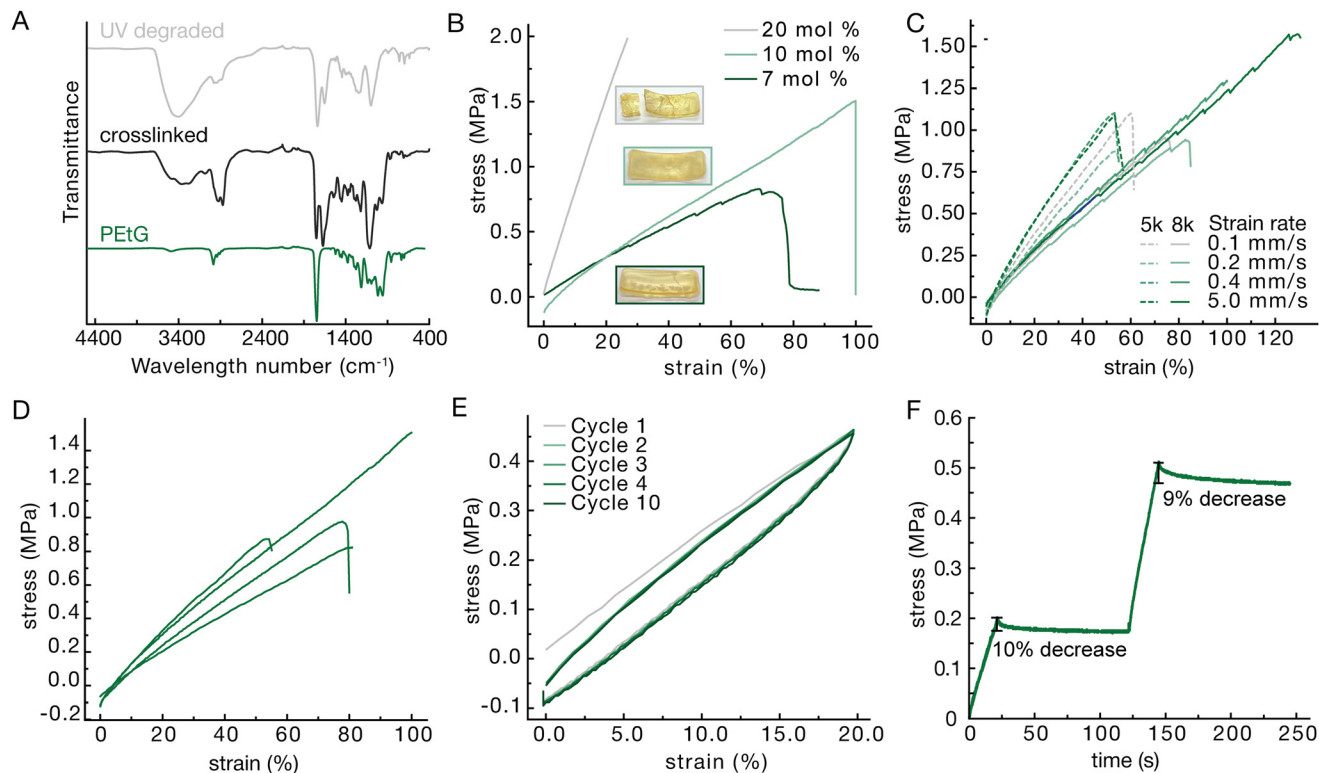 A
UV degraded
crosslinked
PEtG
Transmittance
4400 3400 2400 1400 400
Wavelength number (cm-1)
B
20 mol %
10 mol %
7 mol %
2.0
1.5
1.0
0.5
0.0
stress (MPa)
0 20 40 60 80 100
strain (%)
C
1.50
1.25
1.00
0.75
0.50
0.25
0.00
stress (MPa)
5k 8k Strain rate
0.1 mm/s
0.2 mm/s
0.4 mm/s
5.0 mm/s
0 20 40 60 80 100 120
strain (%)
D
1.4
1.2
1.0
0.8
0.6
0.4
0.2
0.0
-0.2
stress (MPa)
0 20 40 60 80 100
strain (%)
E
Cycle 1
Cycle 2
Cycle 3
Cycle 4
Cycle 10
0.4
0.3
0.2
0.1
0.0
-0.1
stress (MPa)
0.0 5.0 10.0 15.0 20.0
strain (%)
F
0.6
0.5
0.4
0.3
0.2
0.1
0
stress (MPa)
9% decrease
10% decrease
0 50 100 150 200 250
time (s)